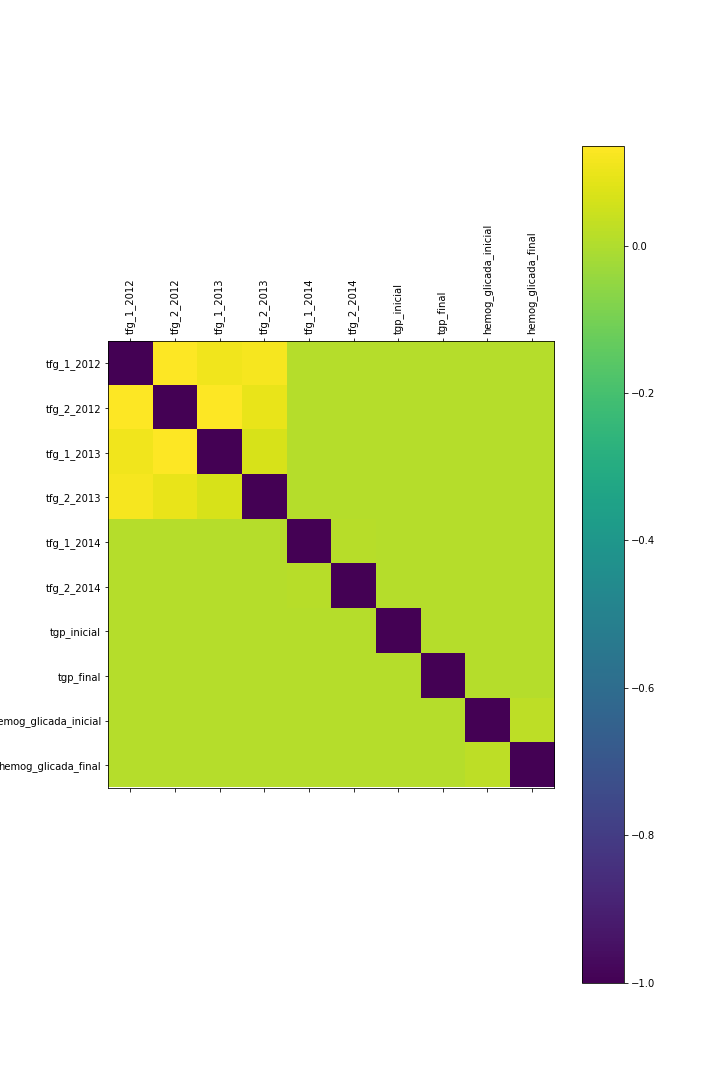 tfg_1_2012
tfg_2_2012
tfg_1_2013
tfg_2_2013
tfg_1_2014
tfg_2_2014
tgp_inicial
tgp_final
hemog_glicada_inicial
hemog_glicada_final
tfg_1_2012
tfg_2_2012
tfg_1_2013
tfg_2_2013
tfg_1_2014
tfg_2_2014
tgp_inicial
tgp_final
emog_glicada_inicial
hemog_glicada_final
0.0
−0.2
−0.4
−0.6
−0.8
−1.0